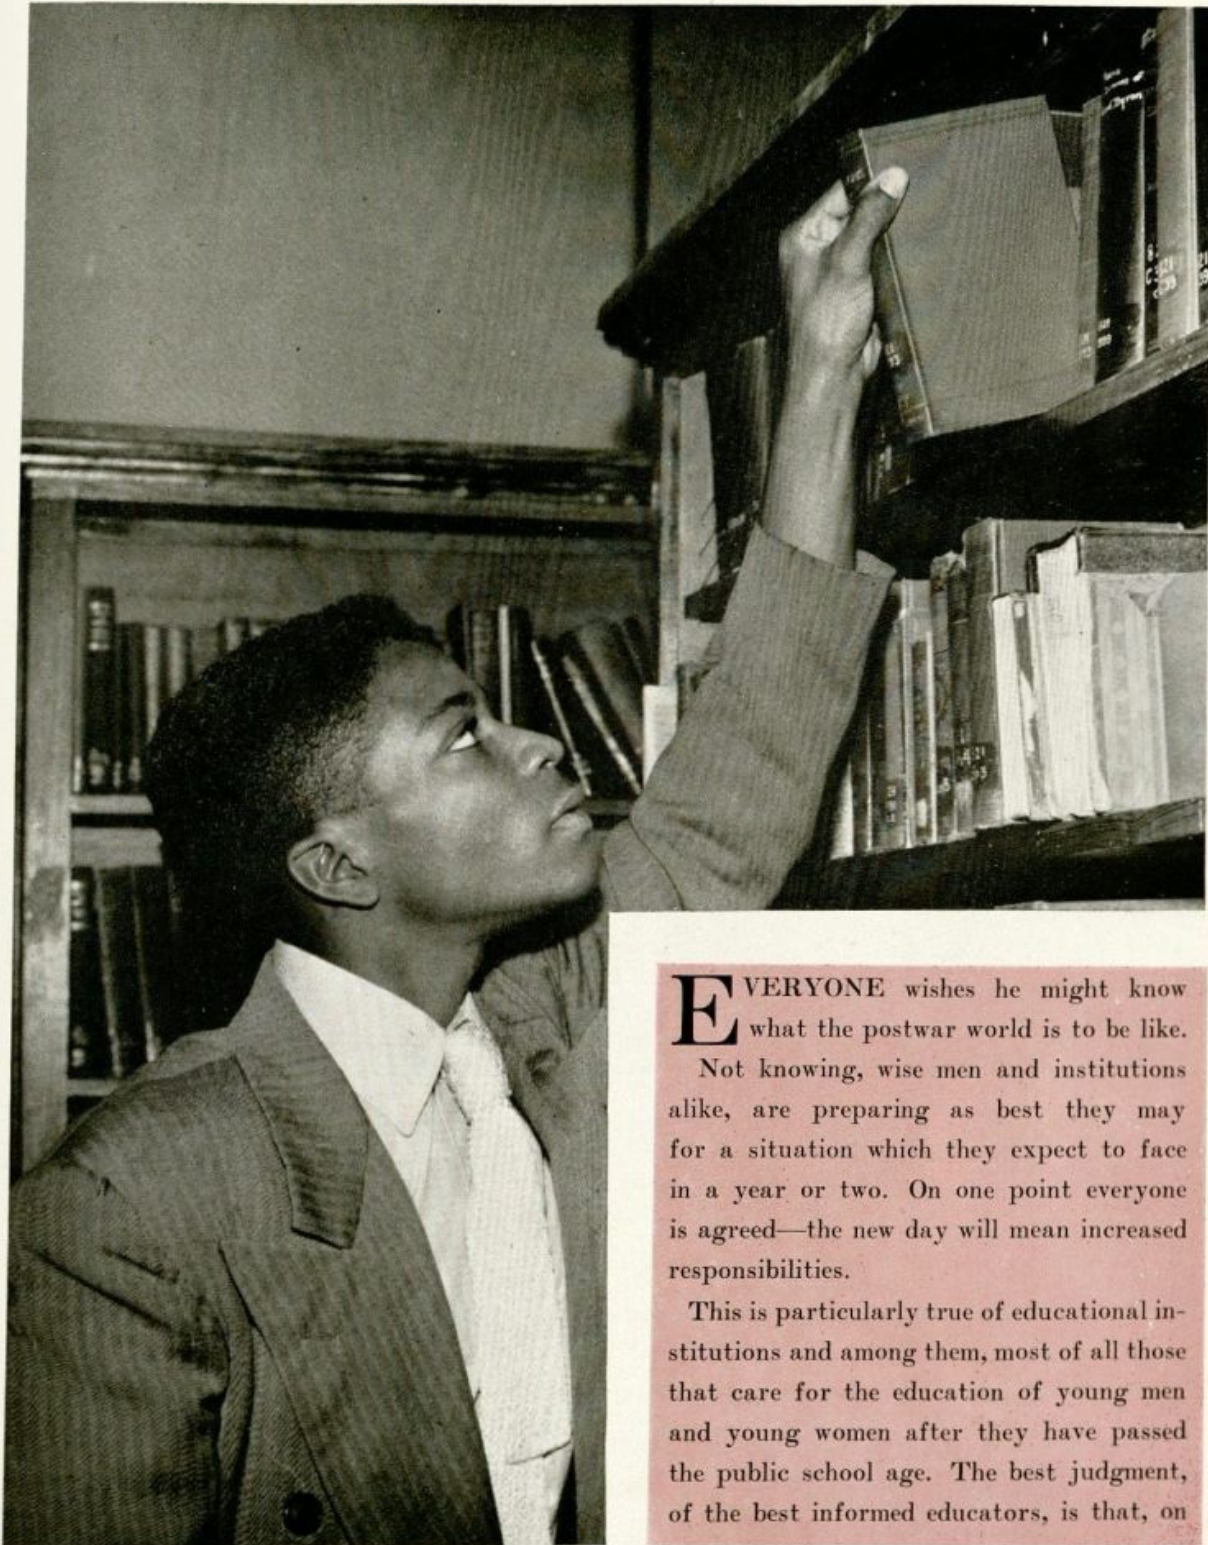 Byron
EVERYONE wishes he might know
what the postwar world is to be like.
Not knowing, wise men and institutions
alike, are preparing as best they may
for a situation which they expect to face
in a year or two. On one point everyone
is agreed—the new day will mean increased
responsibilities.
This is particularly true of educational in-
stitutions and among them, most of all those
that care for the education of young men
and young women after they have passed
the public school age. The best judgment,
of the best informed educators, is that, on